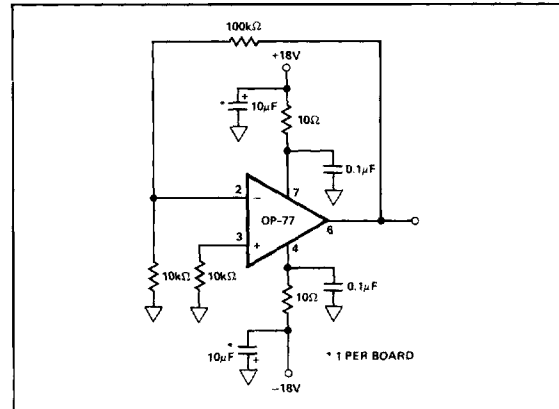 100kΩ
+18V
* + 10μF
10Ω
0.1μF
7
2 −
OP-77
6
3 +
4
10kΩ
10kΩ
10Ω
0.1μF
* 10μF +
* 1 PER BOARD
−18V